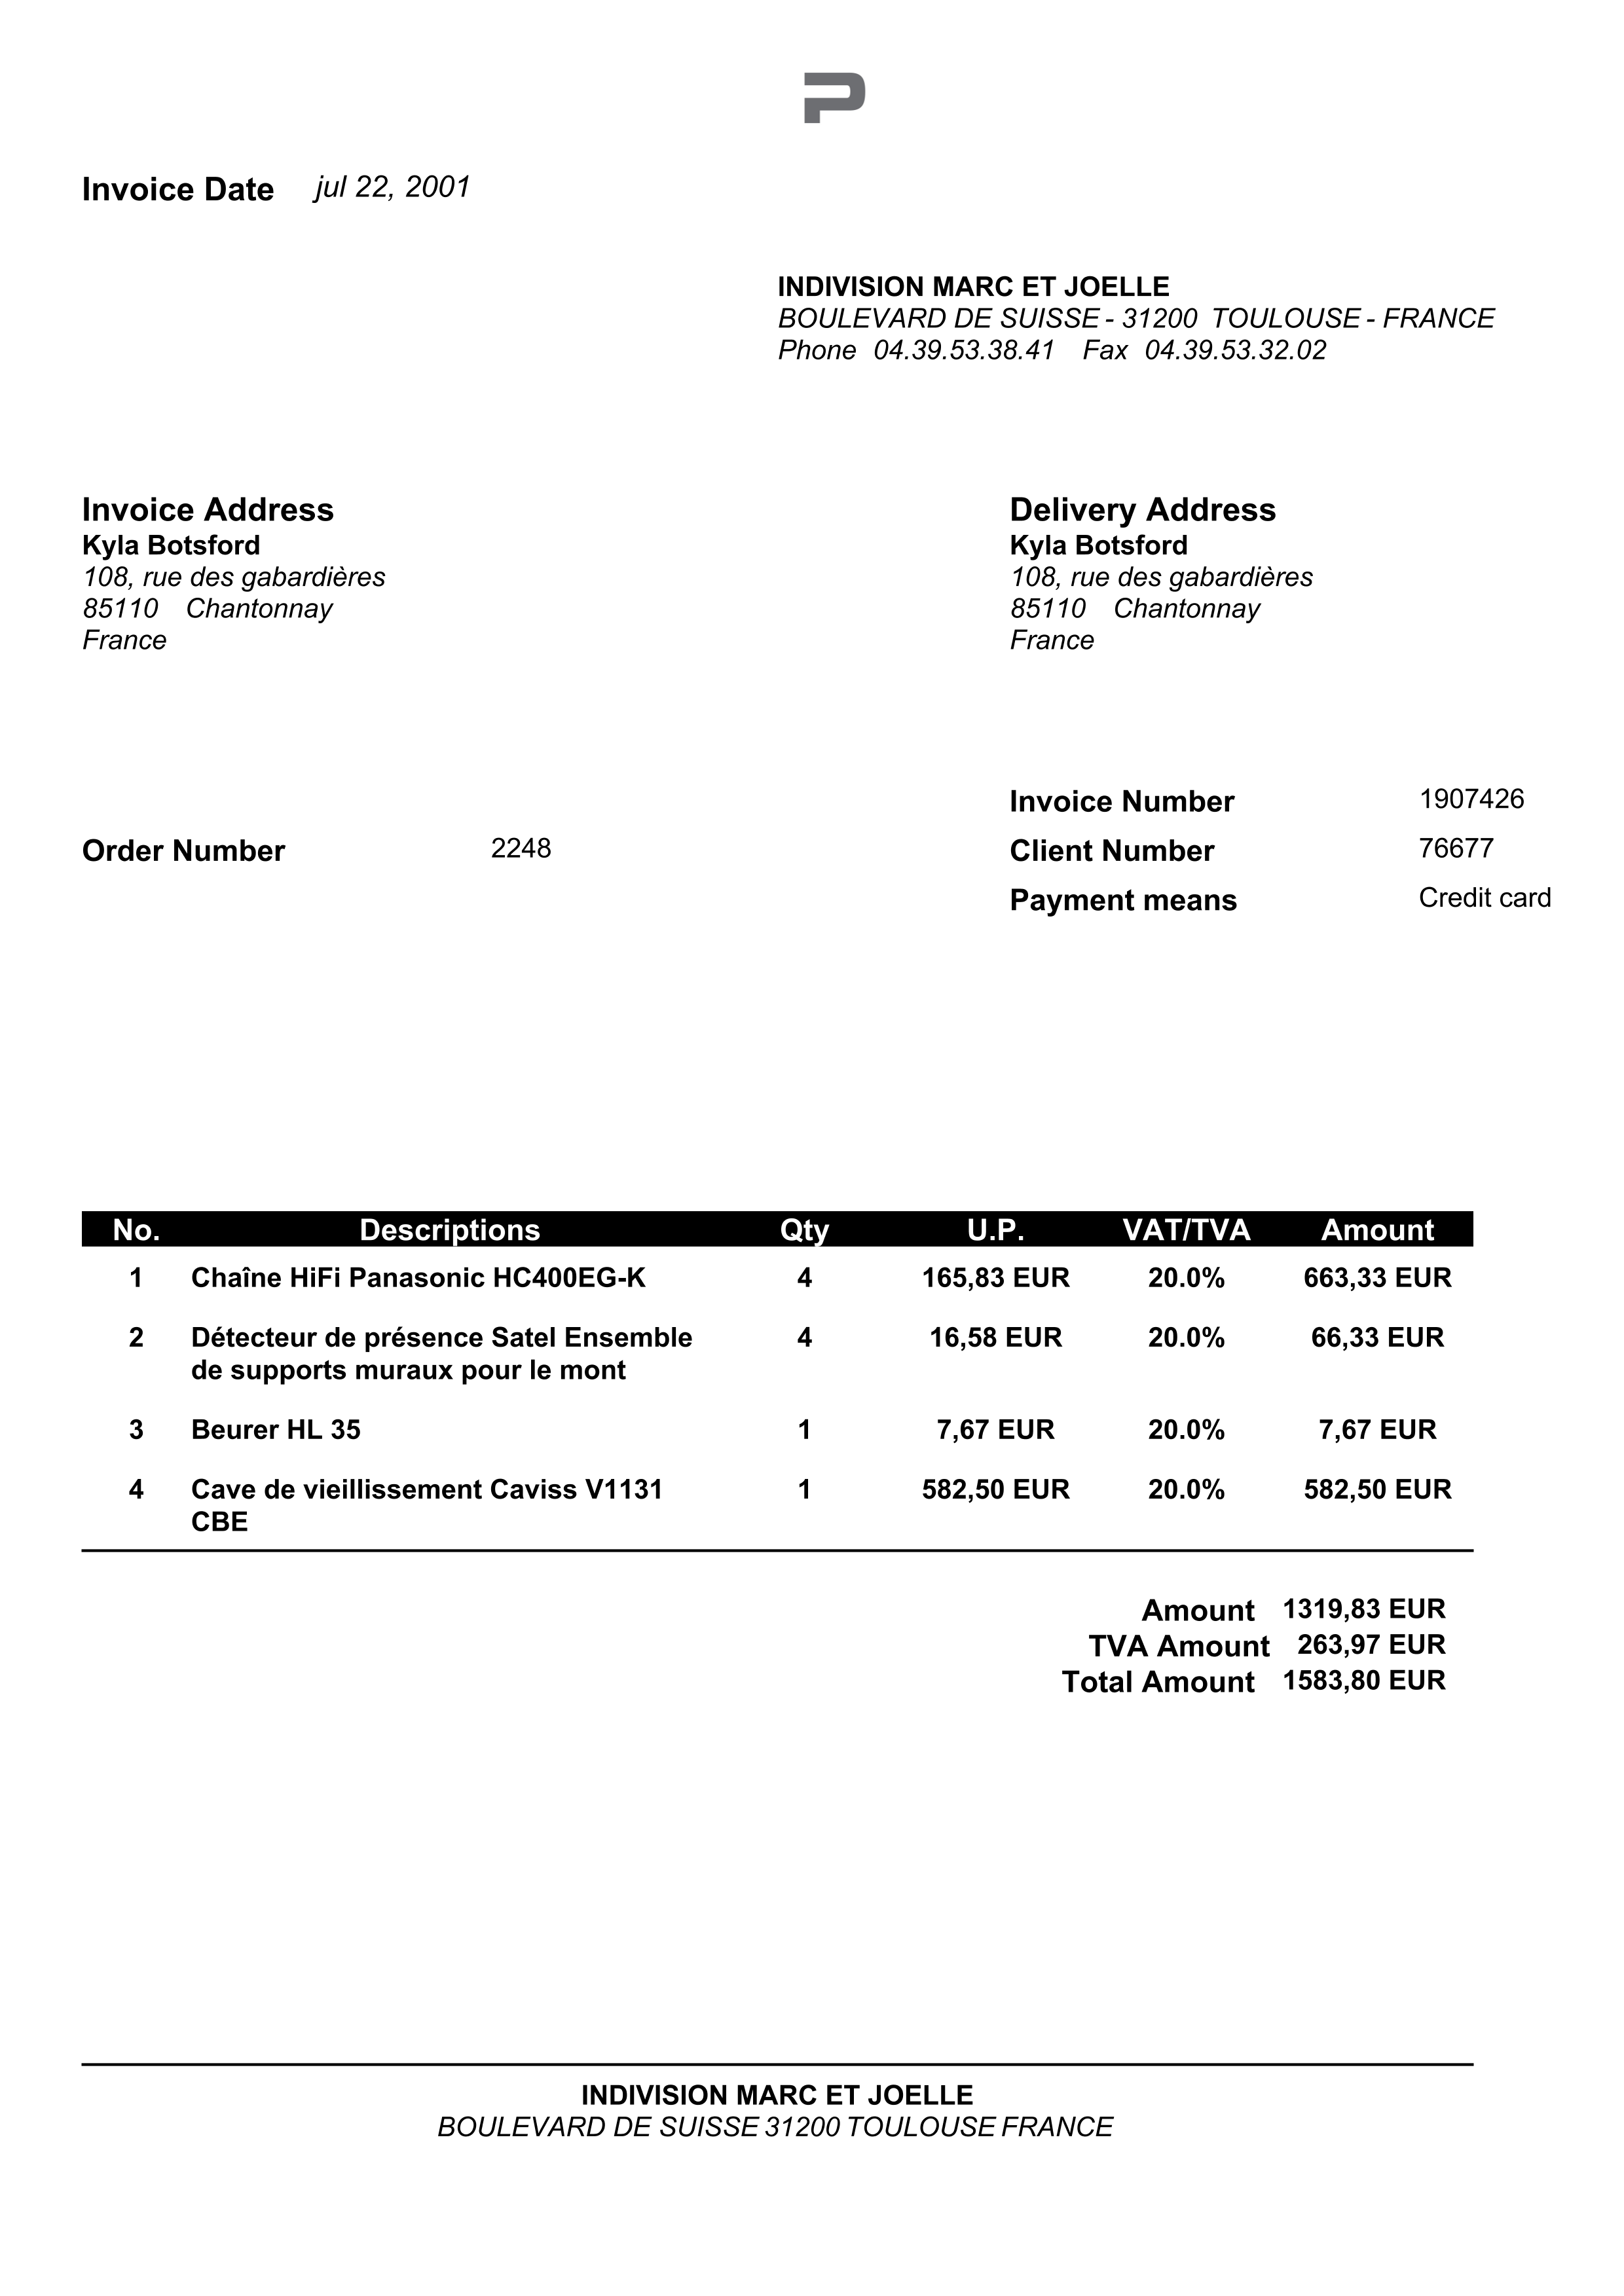 P
Invoice Date jul 22, 2001
INDIVISION MARC ET JOELLE
BOULEVARD DE SUISSE - 31200 TOULOUSE - FRANCE
Phone 04.39.53.38.41 Fax 04.39.53.32.02
Invoice Address
Kyla Botsford
108, rue des gabardières
85110 Chantonnay
France
Delivery Address
Kyla Botsford
108, rue des gabardières
85110 Chantonnay
France
Invoice Number 1907426
Order Number 2248
Client Number 76677
Payment means Credit card
No. Descriptions Qty U.P. VAT/TVA Amount
1 Chaîne HiFi Panasonic HC400EG-K 4 165,83 EUR 20.0% 663,33 EUR
2 Détecteur de présence Satel Ensemble 4 16,58 EUR 20.0% 66,33 EUR
de supports muraux pour le mont
3 Beurer HL 35 1 7,67 EUR 20.0% 7,67 EUR
4 Cave de vieillissement Caviss V1131 1 582,50 EUR 20.0% 582,50 EUR
CBE
Amount 1319,83 EUR
TVA Amount 263,97 EUR
Total Amount 1583,80 EUR
INDIVISION MARC ET JOELLE
BOULEVARD DE SUISSE 31200 TOULOUSE FRANCE